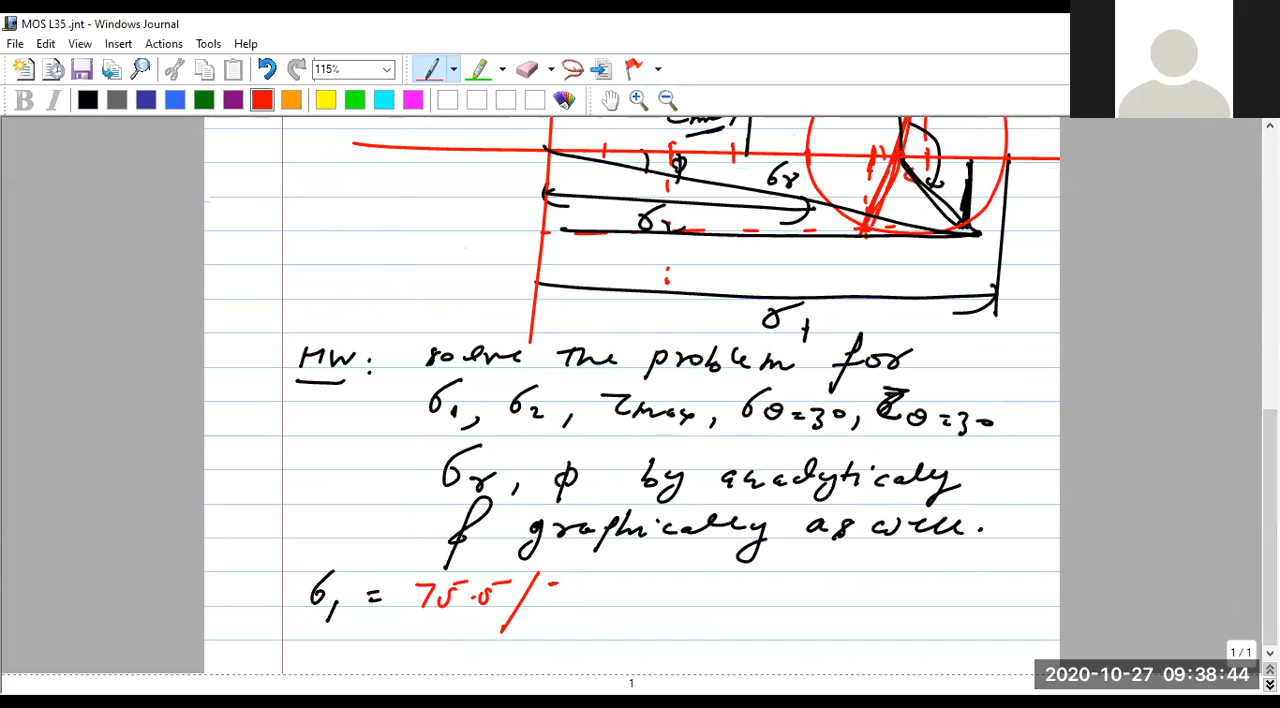 MOS L35 .jnt - Windows Journal
File Edit View Insert Actions Tools Help
115%
B I
φ
σr
σ2
σ1
HW: solve the problem for
σ1, σ2, τmax, σθ=30, τθ=30
σr, φ by analytically
& graphically as well.
σ1 = 75.5/
1 / 1
2020-10-27 09:38:44
1